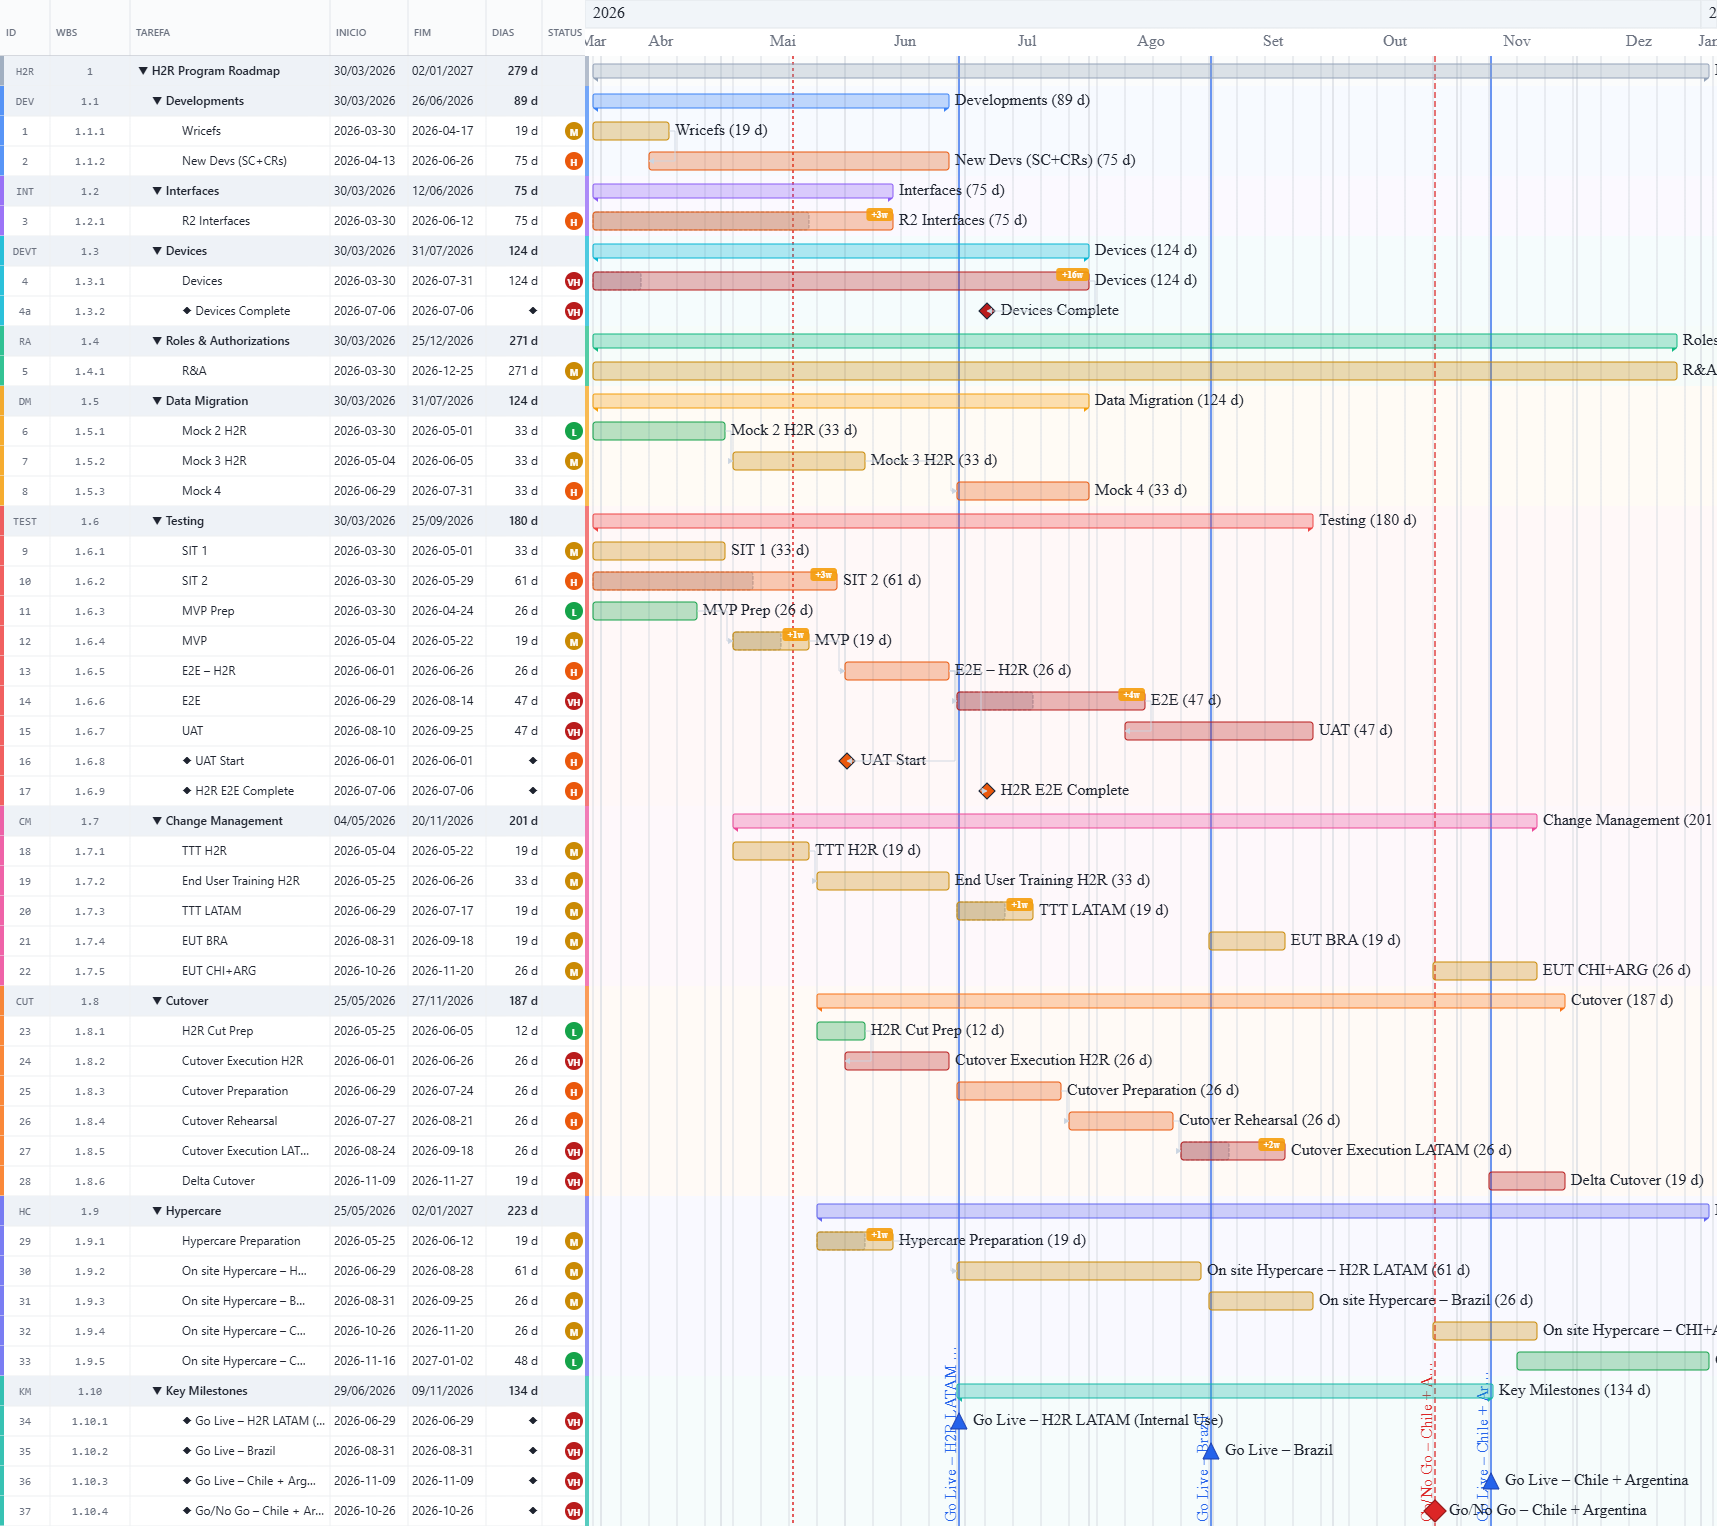 2026 2
ID WBS TAREFA INICIO FIM DIAS STATUS Mar Abr Mai Jun Jul Ago Set Out Nov Dez Jan
H2R 1 ▼ H2R Program Roadmap 30/03/2026 02/01/2027 279 d
DEV 1.1 ▼ Developments 30/03/2026 26/06/2026 89 d Developments (89 d)
1 1.1.1 Wricefs 2026-03-30 2026-04-17 19 d M Wricefs (19 d)
2 1.1.2 New Devs (SC+CRs) 2026-04-13 2026-06-26 75 d H New Devs (SC+CRs) (75 d)
INT 1.2 ▼ Interfaces 30/03/2026 12/06/2026 75 d Interfaces (75 d)
3 1.2.1 R2 Interfaces 2026-03-30 2026-06-12 75 d H +3w R2 Interfaces (75 d)
DEVT 1.3 ▼ Devices 30/03/2026 31/07/2026 124 d Devices (124 d)
4 1.3.1 Devices 2026-03-30 2026-07-31 124 d VH +16w Devices (124 d)
4a 1.3.2 ◆ Devices Complete 2026-07-06 2026-07-06 ◆ VH Devices Complete
RA 1.4 ▼ Roles & Authorizations 30/03/2026 25/12/2026 271 d Roles
5 1.4.1 R&A 2026-03-30 2026-12-25 271 d M R&A
DM 1.5 ▼ Data Migration 30/03/2026 31/07/2026 124 d Data Migration (124 d)
6 1.5.1 Mock 2 H2R 2026-03-30 2026-05-01 33 d L Mock 2 H2R (33 d)
7 1.5.2 Mock 3 H2R 2026-05-04 2026-06-05 33 d M Mock 3 H2R (33 d)
8 1.5.3 Mock 4 2026-06-29 2026-07-31 33 d H Mock 4 (33 d)
TEST 1.6 ▼ Testing 30/03/2026 25/09/2026 180 d Testing (180 d)
9 1.6.1 SIT 1 2026-03-30 2026-05-01 33 d M SIT 1 (33 d)
10 1.6.2 SIT 2 2026-03-30 2026-05-29 61 d H +3w SIT 2 (61 d)
11 1.6.3 MVP Prep 2026-03-30 2026-04-24 26 d L MVP Prep (26 d)
12 1.6.4 MVP 2026-05-04 2026-05-22 19 d M +1w MVP (19 d)
13 1.6.5 E2E – H2R 2026-06-01 2026-06-26 26 d H E2E – H2R (26 d)
14 1.6.6 E2E 2026-06-29 2026-08-14 47 d VH +4w E2E (47 d)
15 1.6.7 UAT 2026-08-10 2026-09-25 47 d VH UAT (47 d)
16 1.6.8 ◆ UAT Start 2026-06-01 2026-06-01 ◆ H UAT Start
17 1.6.9 ◆ H2R E2E Complete 2026-07-06 2026-07-06 ◆ H H2R E2E Complete
CM 1.7 ▼ Change Management 04/05/2026 20/11/2026 201 d Change Management (201
18 1.7.1 TTT H2R 2026-05-04 2026-05-22 19 d M TTT H2R (19 d)
19 1.7.2 End User Training H2R 2026-05-25 2026-06-26 33 d M End User Training H2R (33 d)
20 1.7.3 TTT LATAM 2026-06-29 2026-07-17 19 d M +1w TTT LATAM (19 d)
21 1.7.4 EUT BRA 2026-08-31 2026-09-18 19 d M EUT BRA (19 d)
22 1.7.5 EUT CHI+ARG 2026-10-26 2026-11-20 26 d M EUT CHI+ARG (26 d)
CUT 1.8 ▼ Cutover 25/05/2026 27/11/2026 187 d Cutover (187 d)
23 1.8.1 H2R Cut Prep 2026-05-25 2026-06-05 12 d L H2R Cut Prep (12 d)
24 1.8.2 Cutover Execution H2R 2026-06-01 2026-06-26 26 d VH Cutover Execution H2R (26 d)
25 1.8.3 Cutover Preparation 2026-06-29 2026-07-24 26 d H Cutover Preparation (26 d)
26 1.8.4 Cutover Rehearsal 2026-07-27 2026-08-21 26 d H Cutover Rehearsal (26 d)
27 1.8.5 Cutover Execution LAT... 2026-08-24 2026-09-18 26 d VH +2w Cutover Execution LATAM (26 d)
28 1.8.6 Delta Cutover 2026-11-09 2026-11-27 19 d VH Delta Cutover (19 d)
HC 1.9 ▼ Hypercare 25/05/2026 02/01/2027 223 d
29 1.9.1 Hypercare Preparation 2026-05-25 2026-06-12 19 d M +1w Hypercare Preparation (19 d)
30 1.9.2 On site Hypercare – H... 2026-06-29 2026-08-28 61 d M On site Hypercare – H2R LATAM (61 d)
31 1.9.3 On site Hypercare – B... 2026-08-31 2026-09-25 26 d M On site Hypercare – Brazil (26 d)
32 1.9.4 On site Hypercare – C... 2026-10-26 2026-11-20 26 d M On site Hypercare – CHI+A
33 1.9.5 On site Hypercare – C... 2026-11-16 2027-01-02 48 d L
KM 1.10 ▼ Key Milestones 29/06/2026 09/11/2026 134 d Key Milestones (134 d)
34 1.10.1 ◆ Go Live – H2R LATAM (... 2026-06-29 2026-06-29 ◆ VH Go Live – H2R LATAM (Internal Use)
35 1.10.2 ◆ Go Live – Brazil 2026-08-31 2026-08-31 ◆ VH Go Live – Brazil
36 1.10.3 ◆ Go Live – Chile + Arg... 2026-11-09 2026-11-09 ◆ VH Go Live – Chile + Argentina
37 1.10.4 ◆ Go/No Go – Chile + Ar... 2026-10-26 2026-10-26 ◆ VH Go/No Go – Chile + Argentina
Go Live – H2R LATAM ...
Go Live – Brazil
Go/No Go – Chile + A...
Go Live – Chile + Ar...